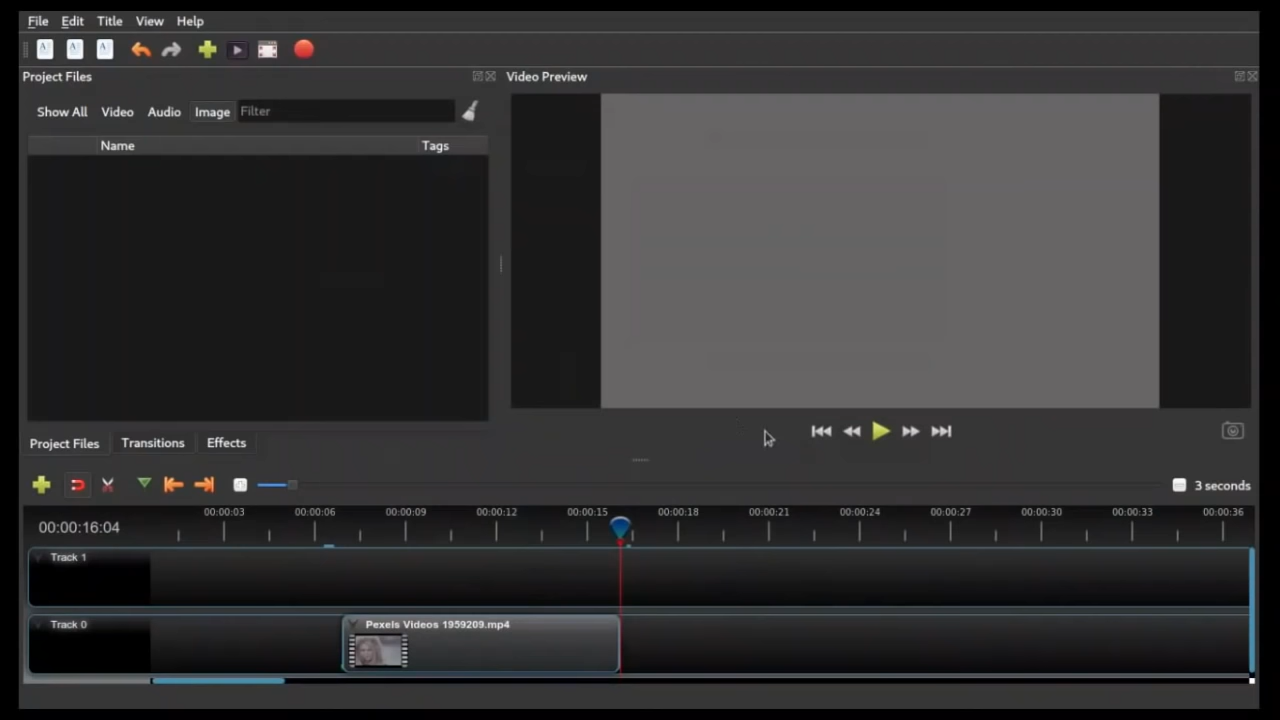 File Edit Title View Help
Project Files
Video Preview
Show All Video Audio Image Filter
Name Tags
Project Files Transitions Effects
3 seconds
00:00:16:04
00:00:03 00:00:06 00:00:09 00:00:12 00:00:15 00:00:18 00:00:21 00:00:24 00:00:27 00:00:30 00:00:33 00:00:36
Track 1
Track 0
Pexels Videos 1959209.mp4